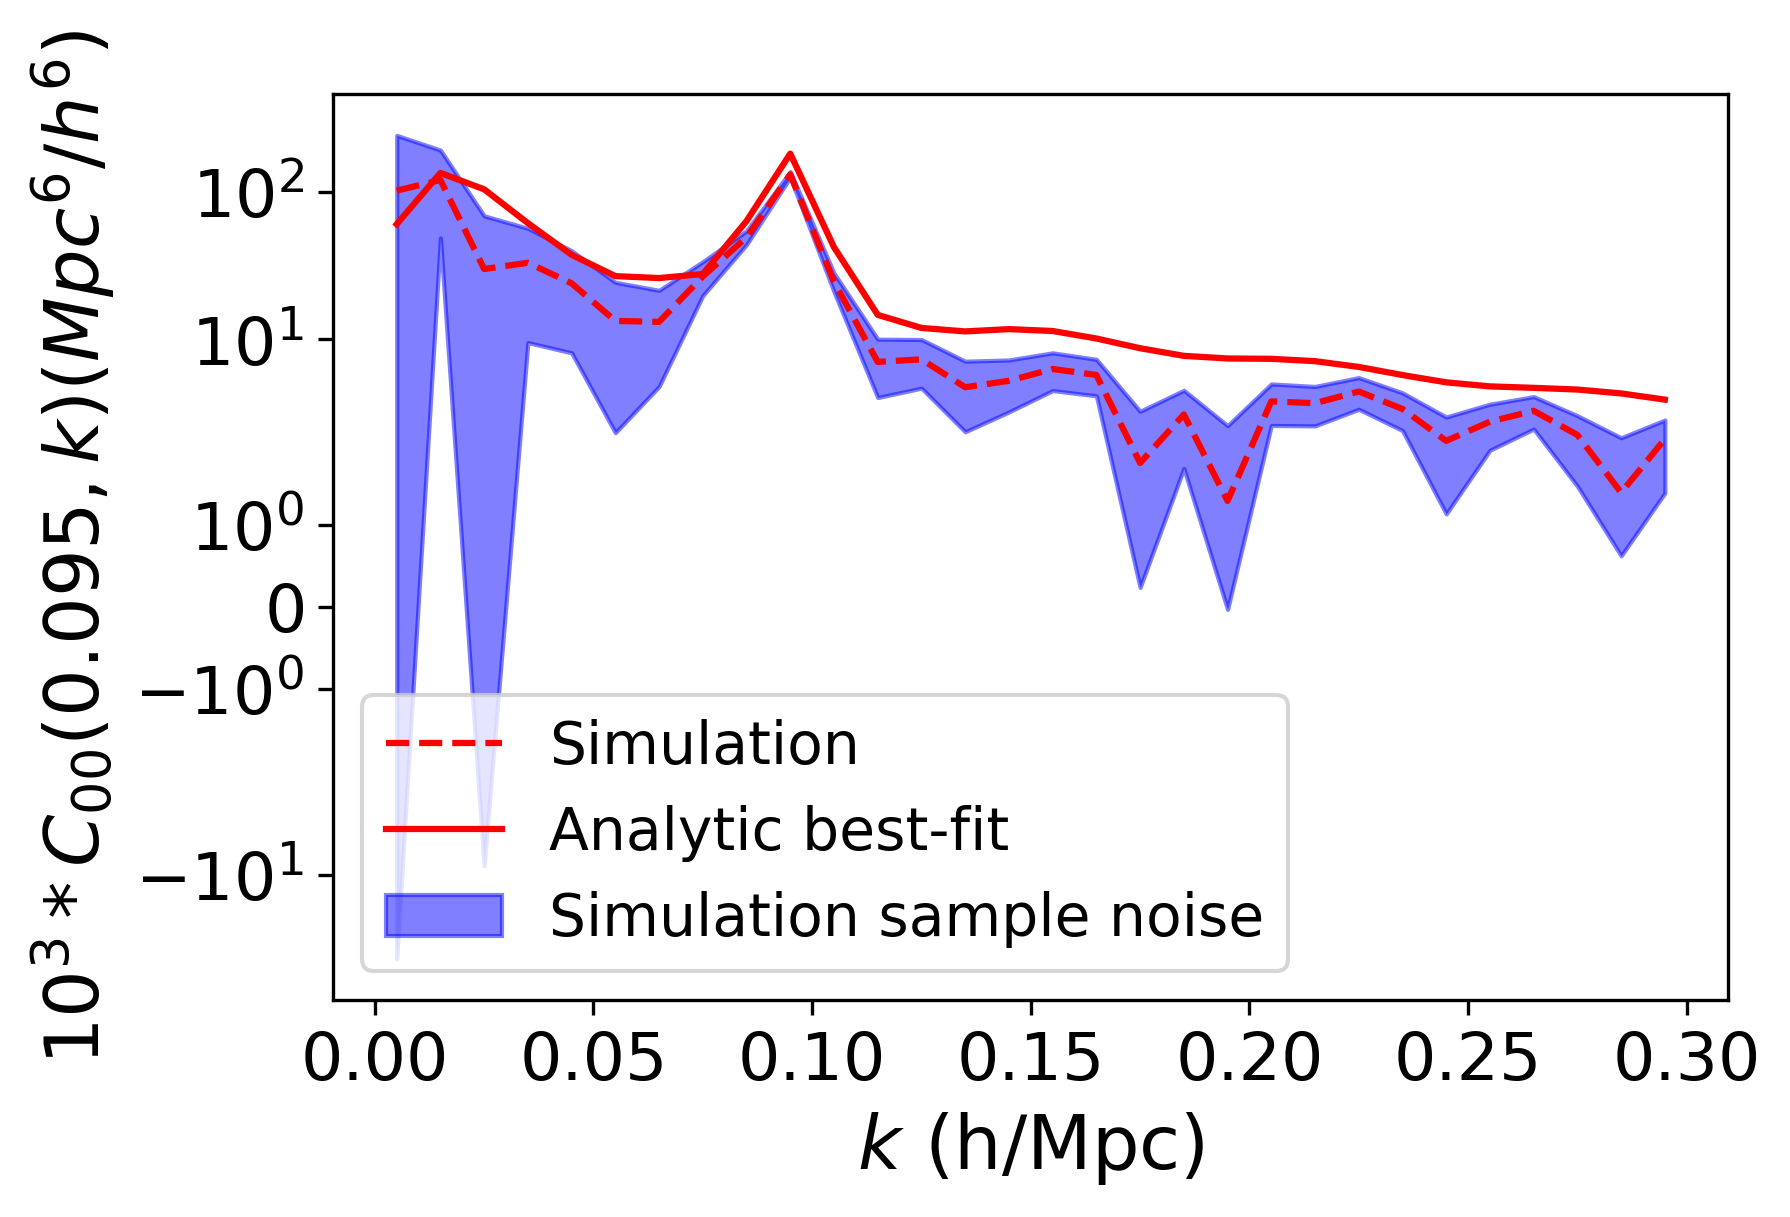 10³ * C₀₀(0.095, k)(Mpc⁶/h⁶)
10²
10¹
10⁰
0
−10⁰
−10¹
Simulation
Analytic best-fit
Simulation sample noise
0.00 0.05 0.10 0.15 0.20 0.25 0.30
k (h/Mpc)